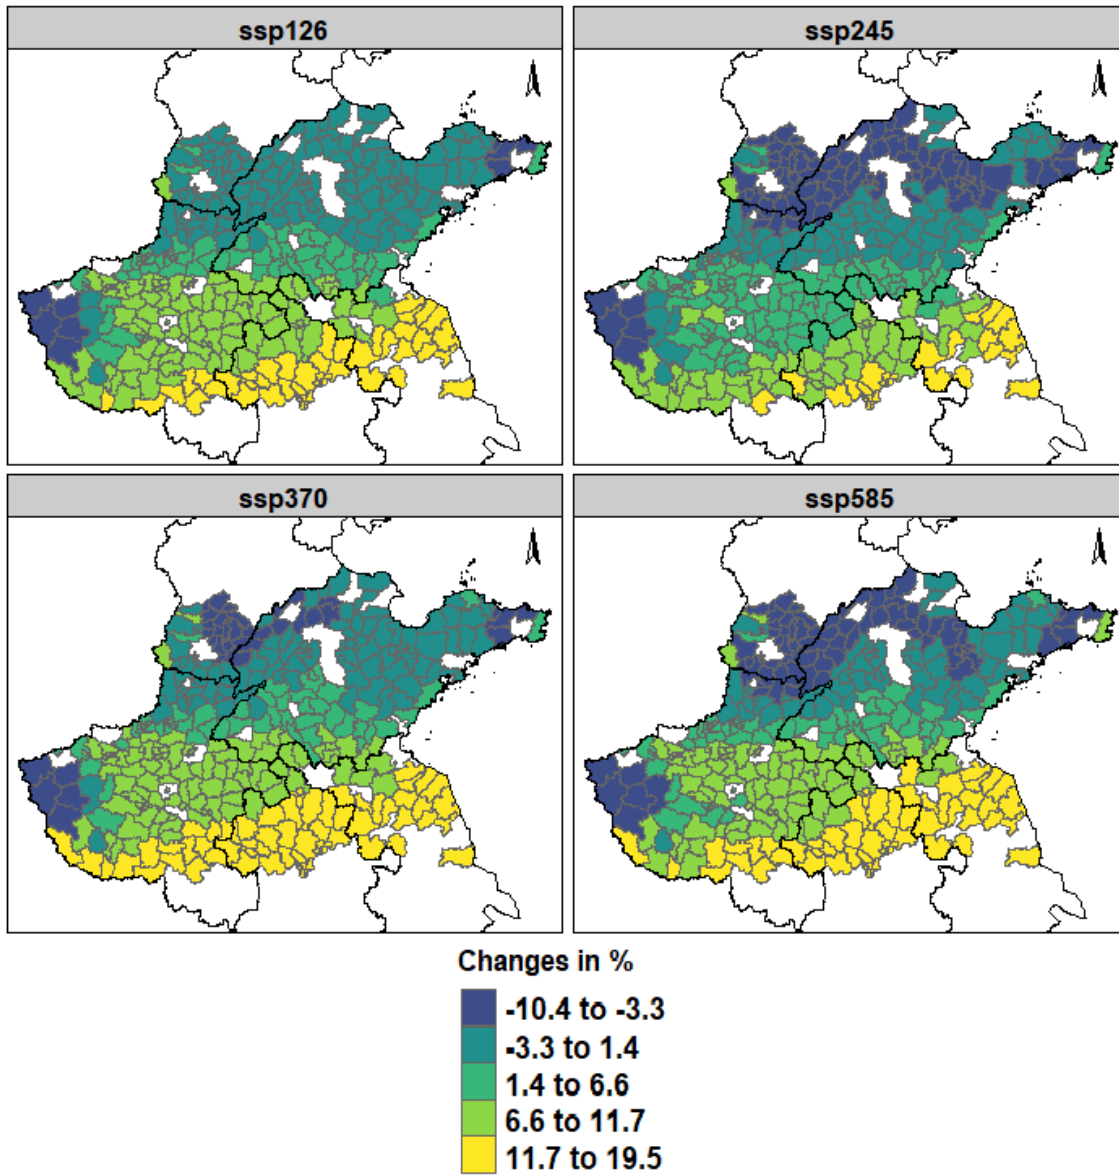 ssp126
ssp245
ssp370
ssp585
Changes in %
-10.4 to -3.3
-3.3 to 1.4
1.4 to 6.6
6.6 to 11.7
11.7 to 19.5